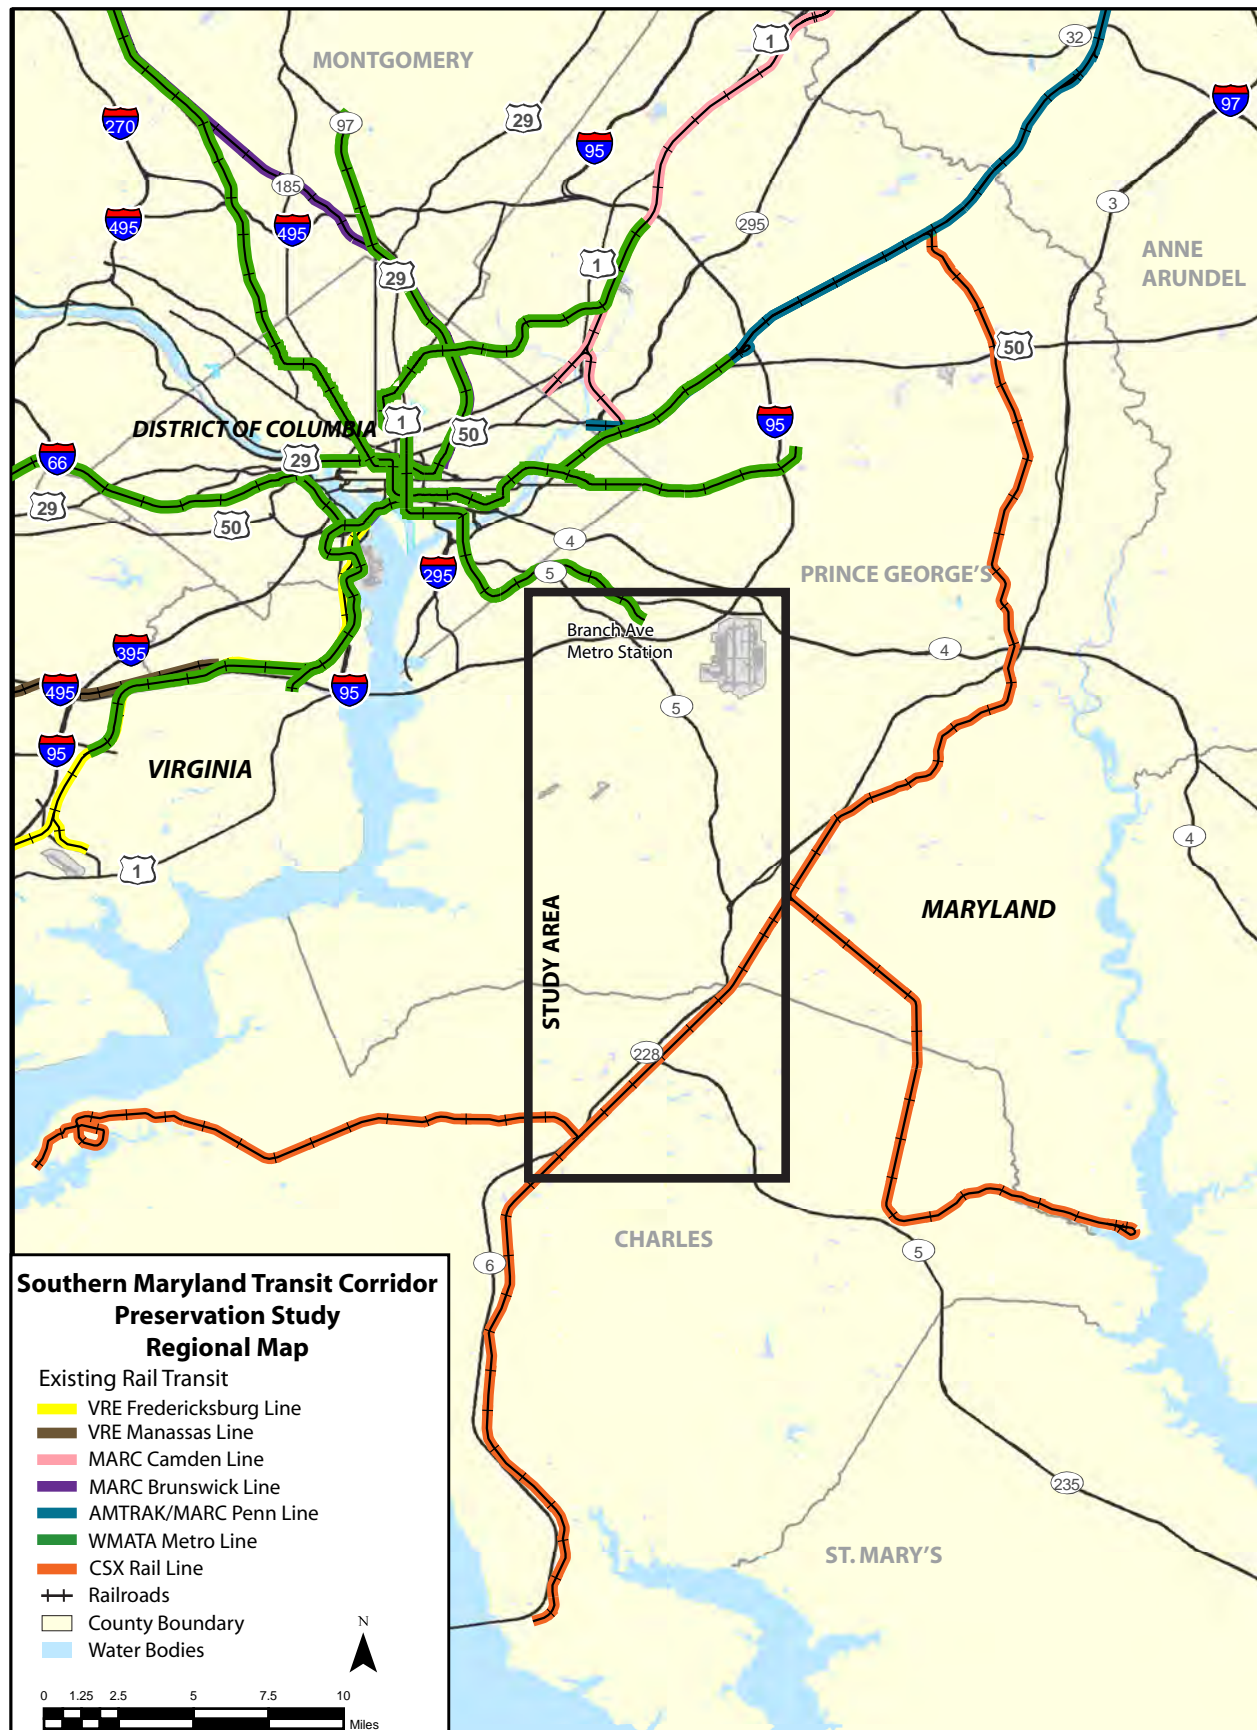 MONTGOMERY
1
32
270
97
29
97
95
185
495
495
3
295
1
29
ANNE
ARUNDEL
50
1
DISTRICT OF COLUMBIA
50
95
29
66
29
50
4
5
295
PRINCE GEORGE'S
Branch Ave
Metro Station
395
4
495
95
5
95
VIRGINIA
4
1
STUDY AREA
MARYLAND
228
CHARLES
5
6
235
ST. MARY'S
Southern Maryland Transit Corridor
Preservation Study
Regional Map
Existing Rail Transit
VRE Fredericksburg Line
VRE Manassas Line
MARC Camden Line
MARC Brunswick Line
AMTRAK/MARC Penn Line
WMATA Metro Line
CSX Rail Line
Railroads
County Boundary
Water Bodies
N
0 1.25 2.5 5 7.5 10
Miles